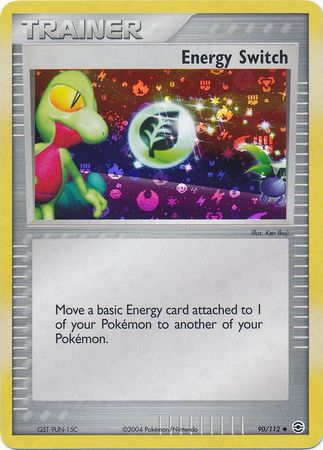 TRAINER
Energy Switch
Illus. Ken Ikuji
Move a basic Energy card attached to 1
of your Pokémon to another of your
Pokémon.
QST-9UN-15C
©2004 Pokémon/Nintendo
90/112